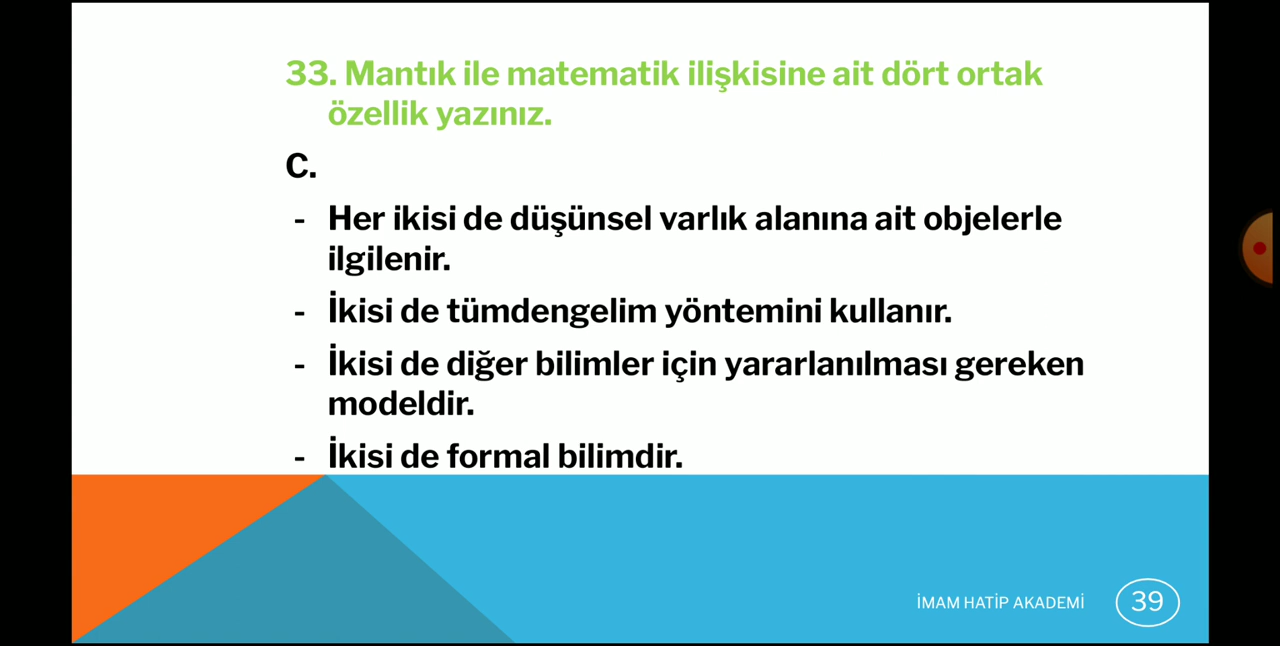 33. Mantık ile matematik ilişkisine ait dört ortak
özellik yazınız.
C.
- Her ikisi de düşünsel varlık alanına ait objelerle
ilgilenir.
- İkisi de tümdengelim yöntemini kullanır.
- İkisi de diğer bilimler için yararlanılması gereken
modeldir.
- İkisi de formal bilimdir.
İMAM HATİP AKADEMİ 39